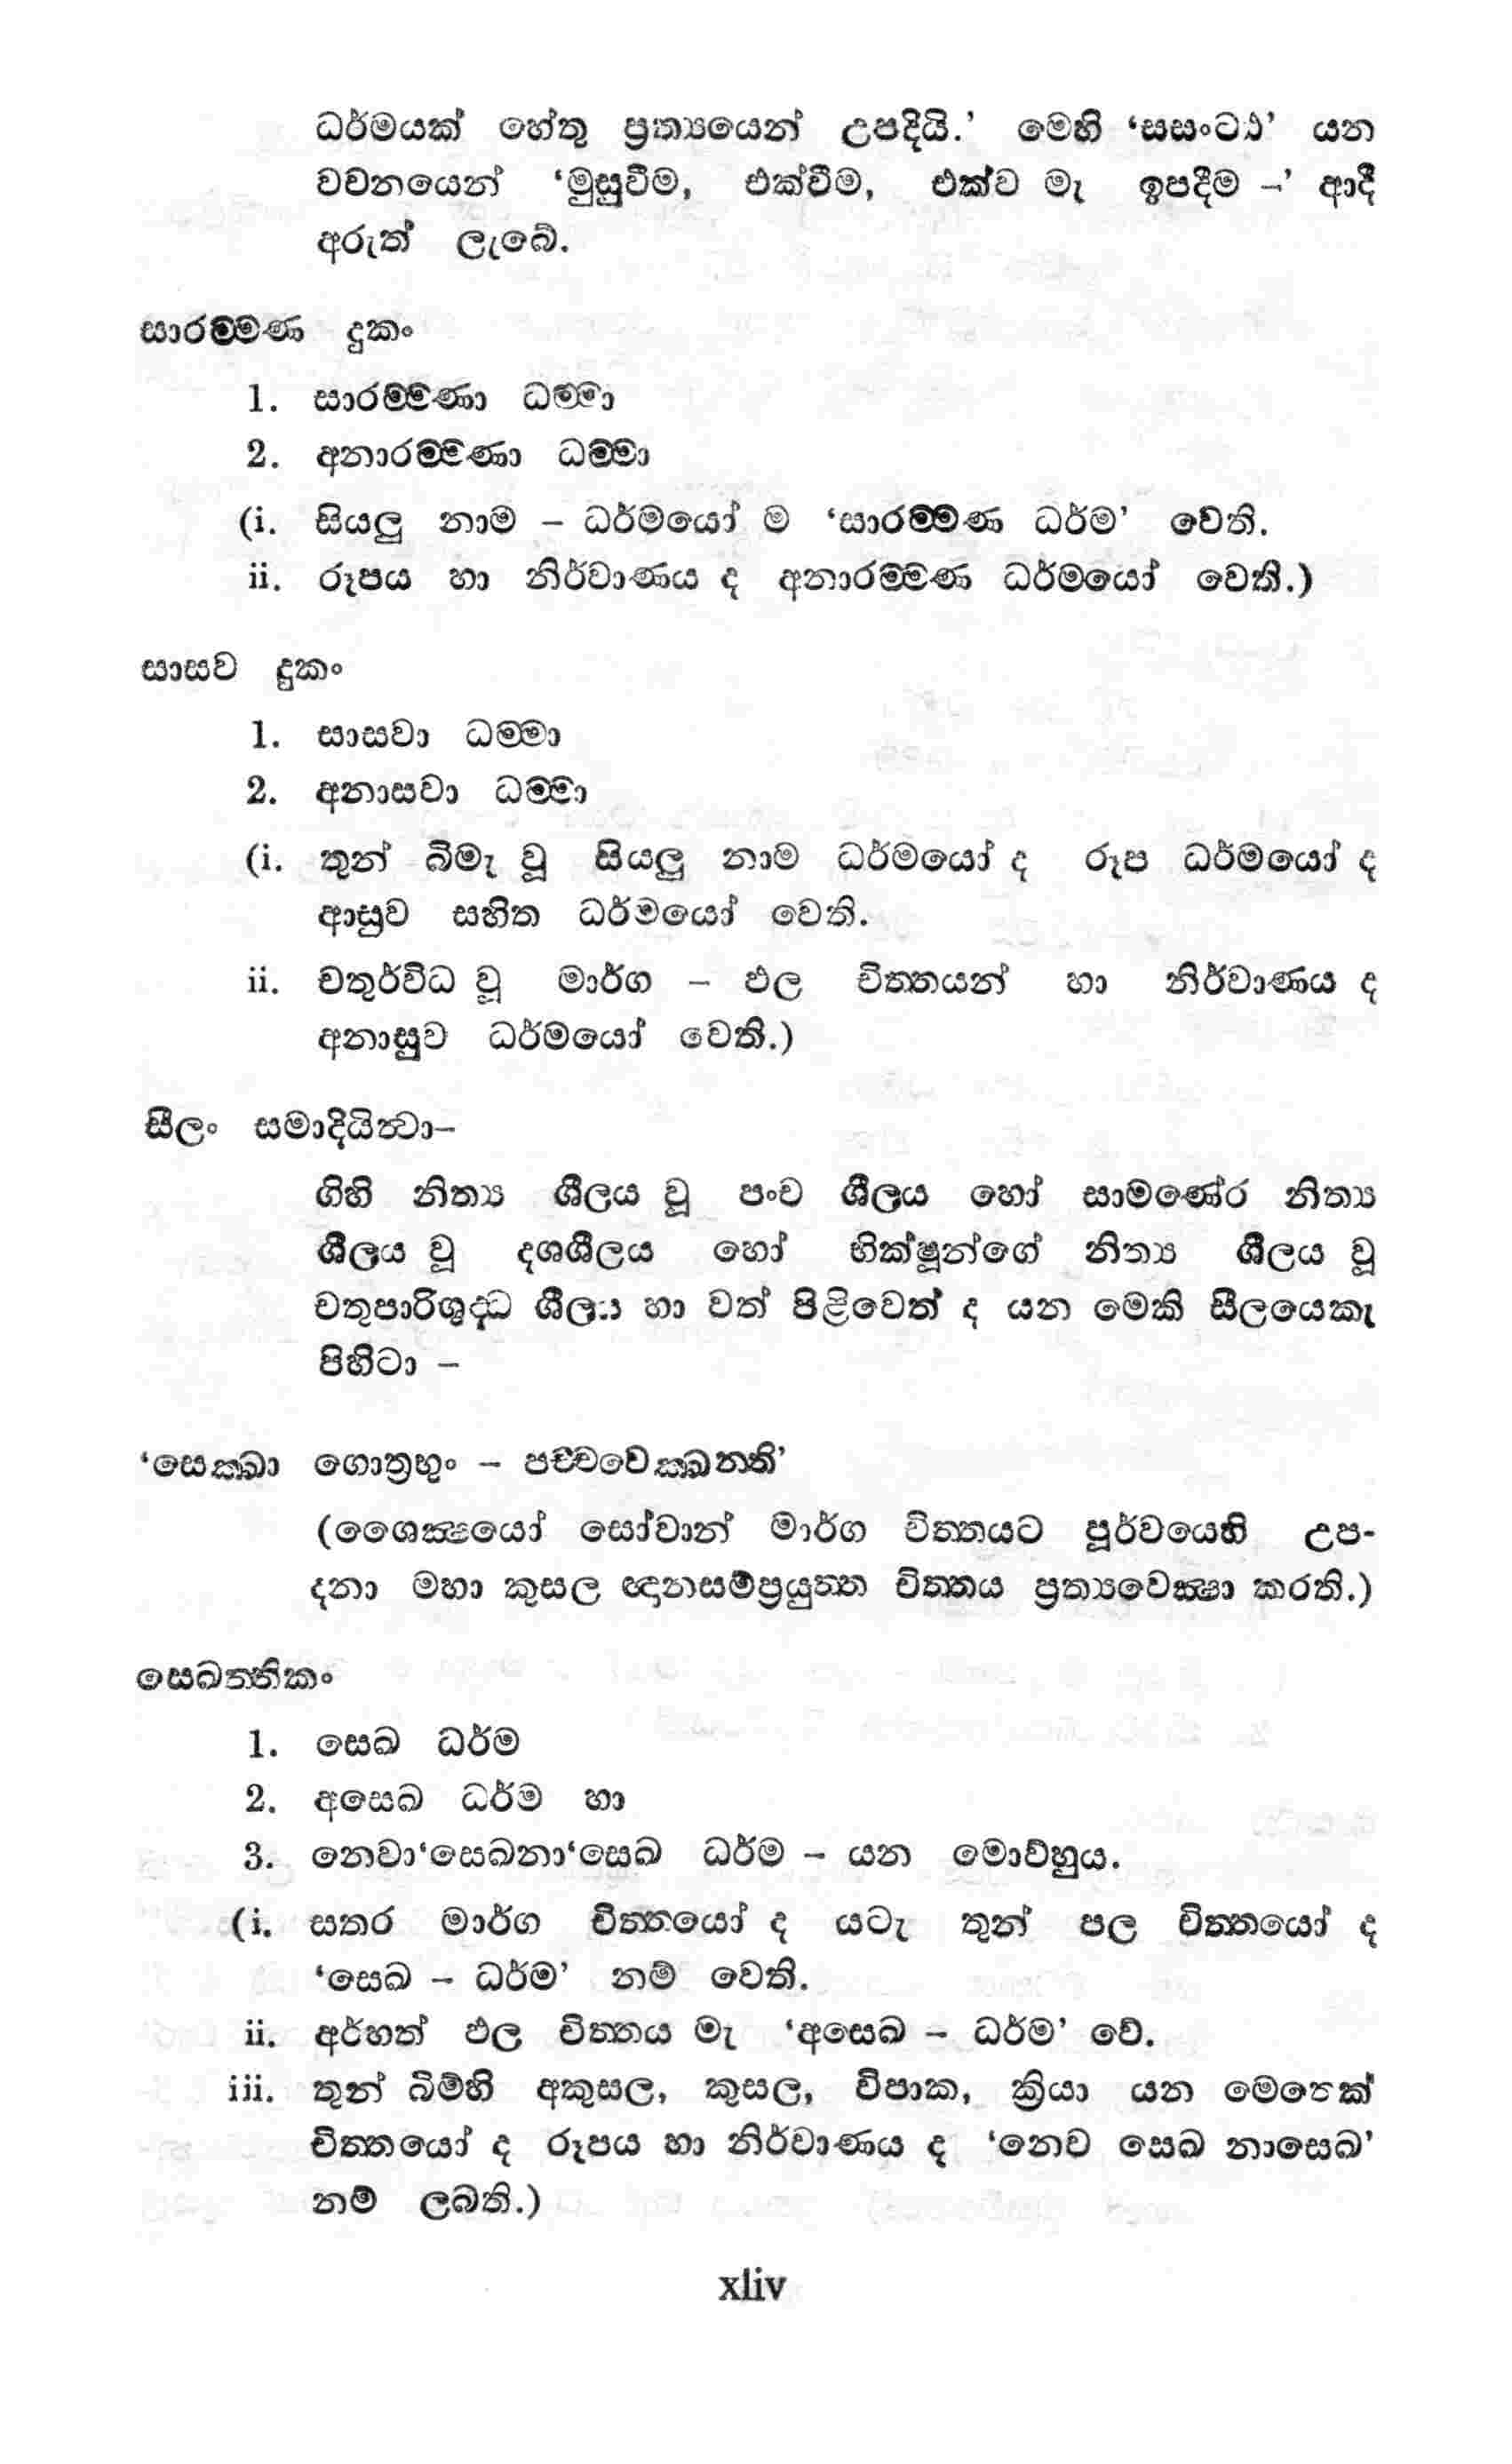 ධර්මයක් හේතු ප්‍රත්‍යයෙන් උපදියි.’ මෙහි ‘සසංට්ඨ’ යන
වචනයෙන් ‘මුසුවීම, එක්වීම, එක්ව මැ ඉපදීම –’ ආදී
අරුත් ලැබේ.
සාරම්මණ දුකං
1. සාරම්මණා ධම්මා
2. අනාරම්මණා ධම්මා
(i. සියලු නාම – ධර්මයෝ ම ‘සාරම්මණ ධර්ම’ වෙති.
ii. රූපය හා නිර්වාණය ද අනාරම්මණ ධර්මයෝ වෙති.)
සාසව දුකං
1. සාසවා ධම්මා
2. අනාසවා ධම්මා
(i. තුන් බිමැ වූ සියලු නාම ධර්මයෝ ද රූප ධර්මයෝ ද
ආසුව සහිත ධර්මයෝ වෙති.
ii. චතුර්විධ වූ මාර්ග – ඵල චිත්තයන් හා නිර්වාණය ද
අනාසුව ධර්මයෝ වෙති.)
සීලං සමාදියිත්වා–
ගිහි නිත්‍ය ශීලය වූ පංච ශීලය හෝ සාමණේර නිත්‍ය
ශීලය වූ දශශීලය හෝ භික්ෂූන්ගේ නිත්‍ය ශීලය වූ
චතුපාරිශුද්ධ ශීලය හා වත් පිළිවෙත් ද යන මෙකි සීලයෙකැ
පිහිටා –
‘සෙක්ඛා ගොත්‍රභුං – පච්චවෙක්ඛන්ති’
(ශෛක්‍ෂයෝ සෝවාන් මාර්ග චිත්තයට පූර්වයෙහි උප-
දනා මහා කුසල ඥානසම්ප්‍රයුත්ත චිත්තය ප්‍රත්‍යවෙක්‍ෂා කරති.)
සෙඛත්තිකං
1. සෙඛ ධර්ම
2. අසෙඛ ධර්ම හා
3. නෙවා‘සෙඛනා‘සෙඛ ධර්ම – යන මොව්හුය.
(i. සතර මාර්ග චිත්තයෝ ද යටැ තුන් පල චිත්තයෝ ද
‘සෙඛ – ධර්ම’ නම් වෙති.
ii. අර්හත් ඵල චිත්තය මැ ‘අසෙඛ – ධර්ම’ වේ.
iii. තුන් බිම්හි අකුසල, කුසල, විපාක, ක්‍රියා යන මෙතෙක්
චිත්තයෝ ද රූපය හා නිර්වාණය ද ‘නෙව සෙඛ නාසෙඛ’
නම් ලබති.)
xliv